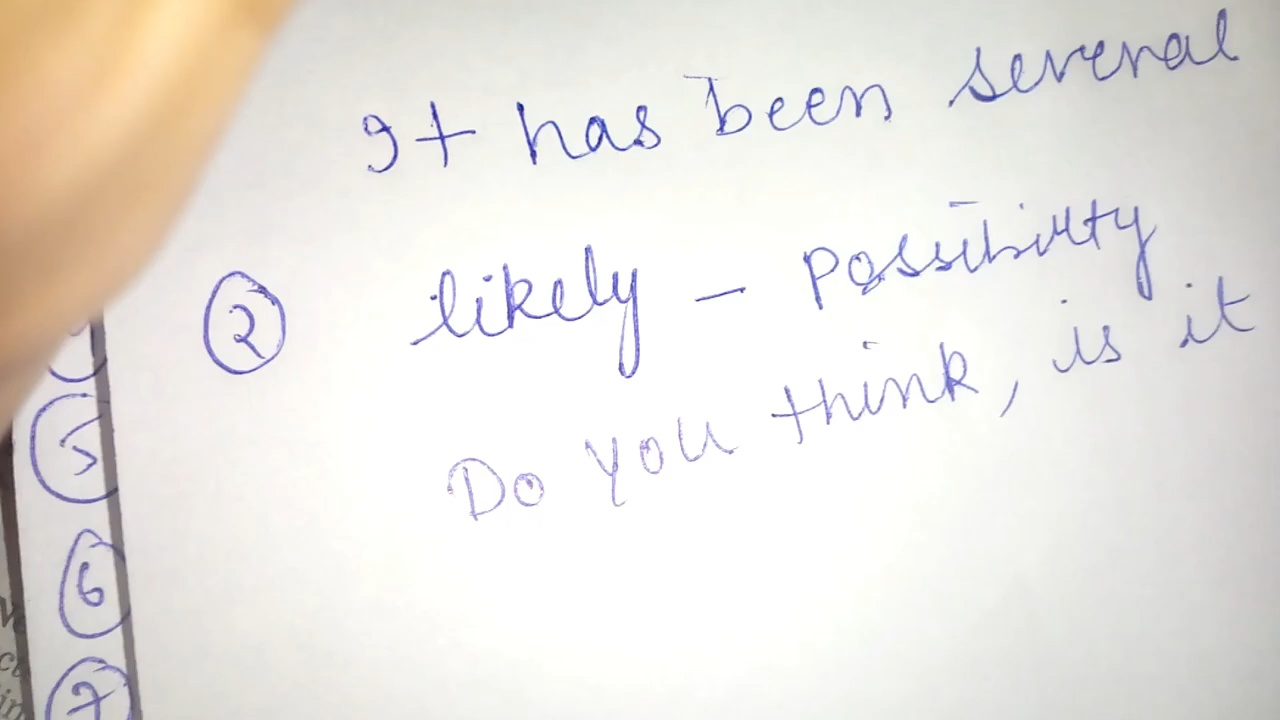 It has been several
② likely – Possibility
Do you think, is it
5
6
7